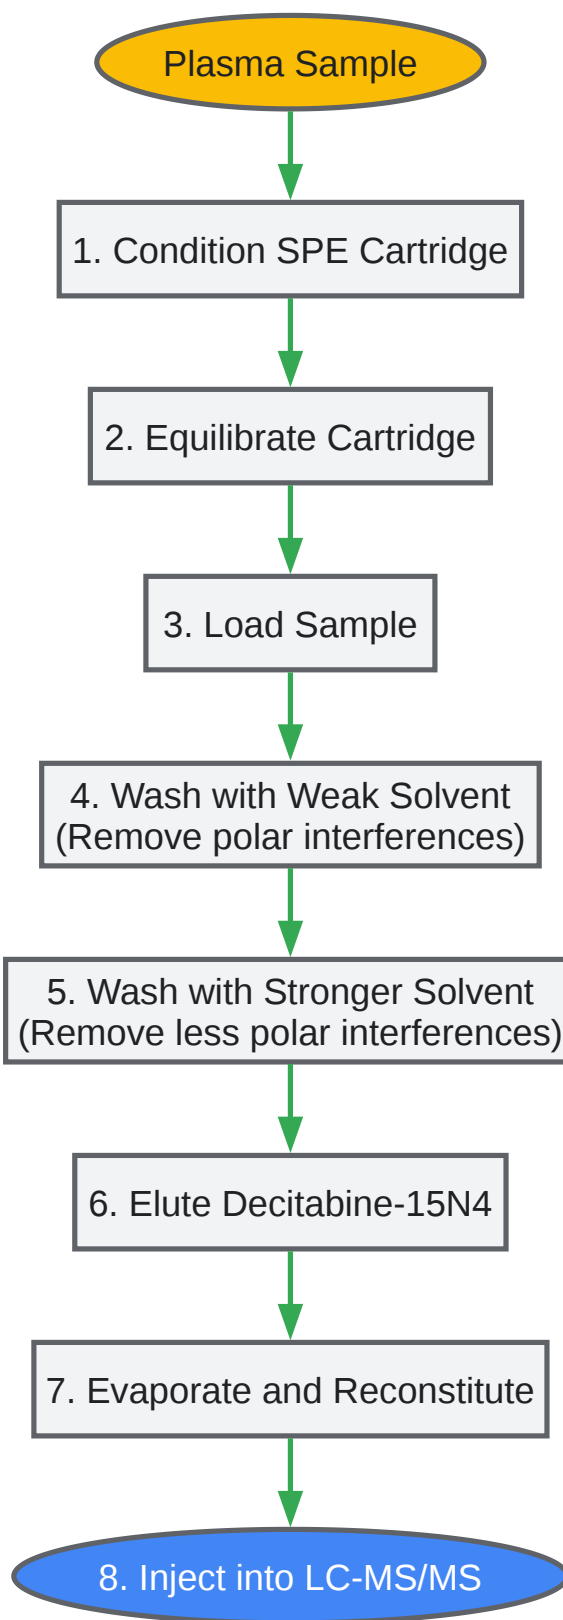 Plasma Sample
1. Condition SPE Cartridge
2. Equilibrate Cartridge
3. Load Sample
4. Wash with Weak Solvent
(Remove polar interferences)
5. Wash with Stronger Solvent
(Remove less polar interferences)
6. Elute Decitabine-15N4
7. Evaporate and Reconstitute
8. Inject into LC-MS/MS